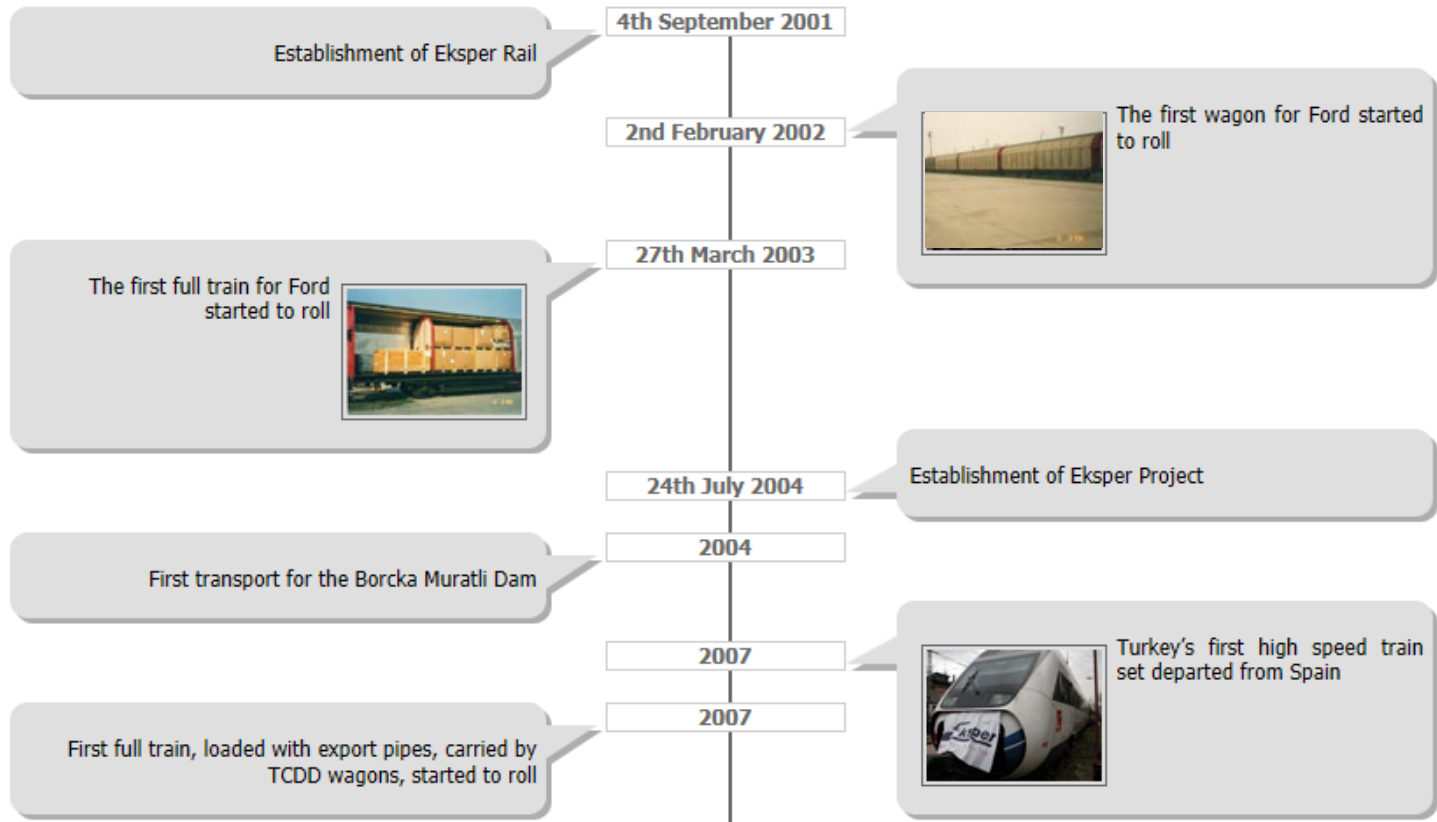 4th September 2001
Establishment of Eksper Rail
2nd February 2002
The first wagon for Ford started
to roll
27th March 2003
The first full train for Ford
started to roll
24th July 2004
Establishment of Eksper Project
2004
First transport for the Borcka Muratli Dam
2007
Turkey’s first high speed train
set departed from Spain
2007
First full train, loaded with export pipes, carried by
TCDD wagons, started to roll